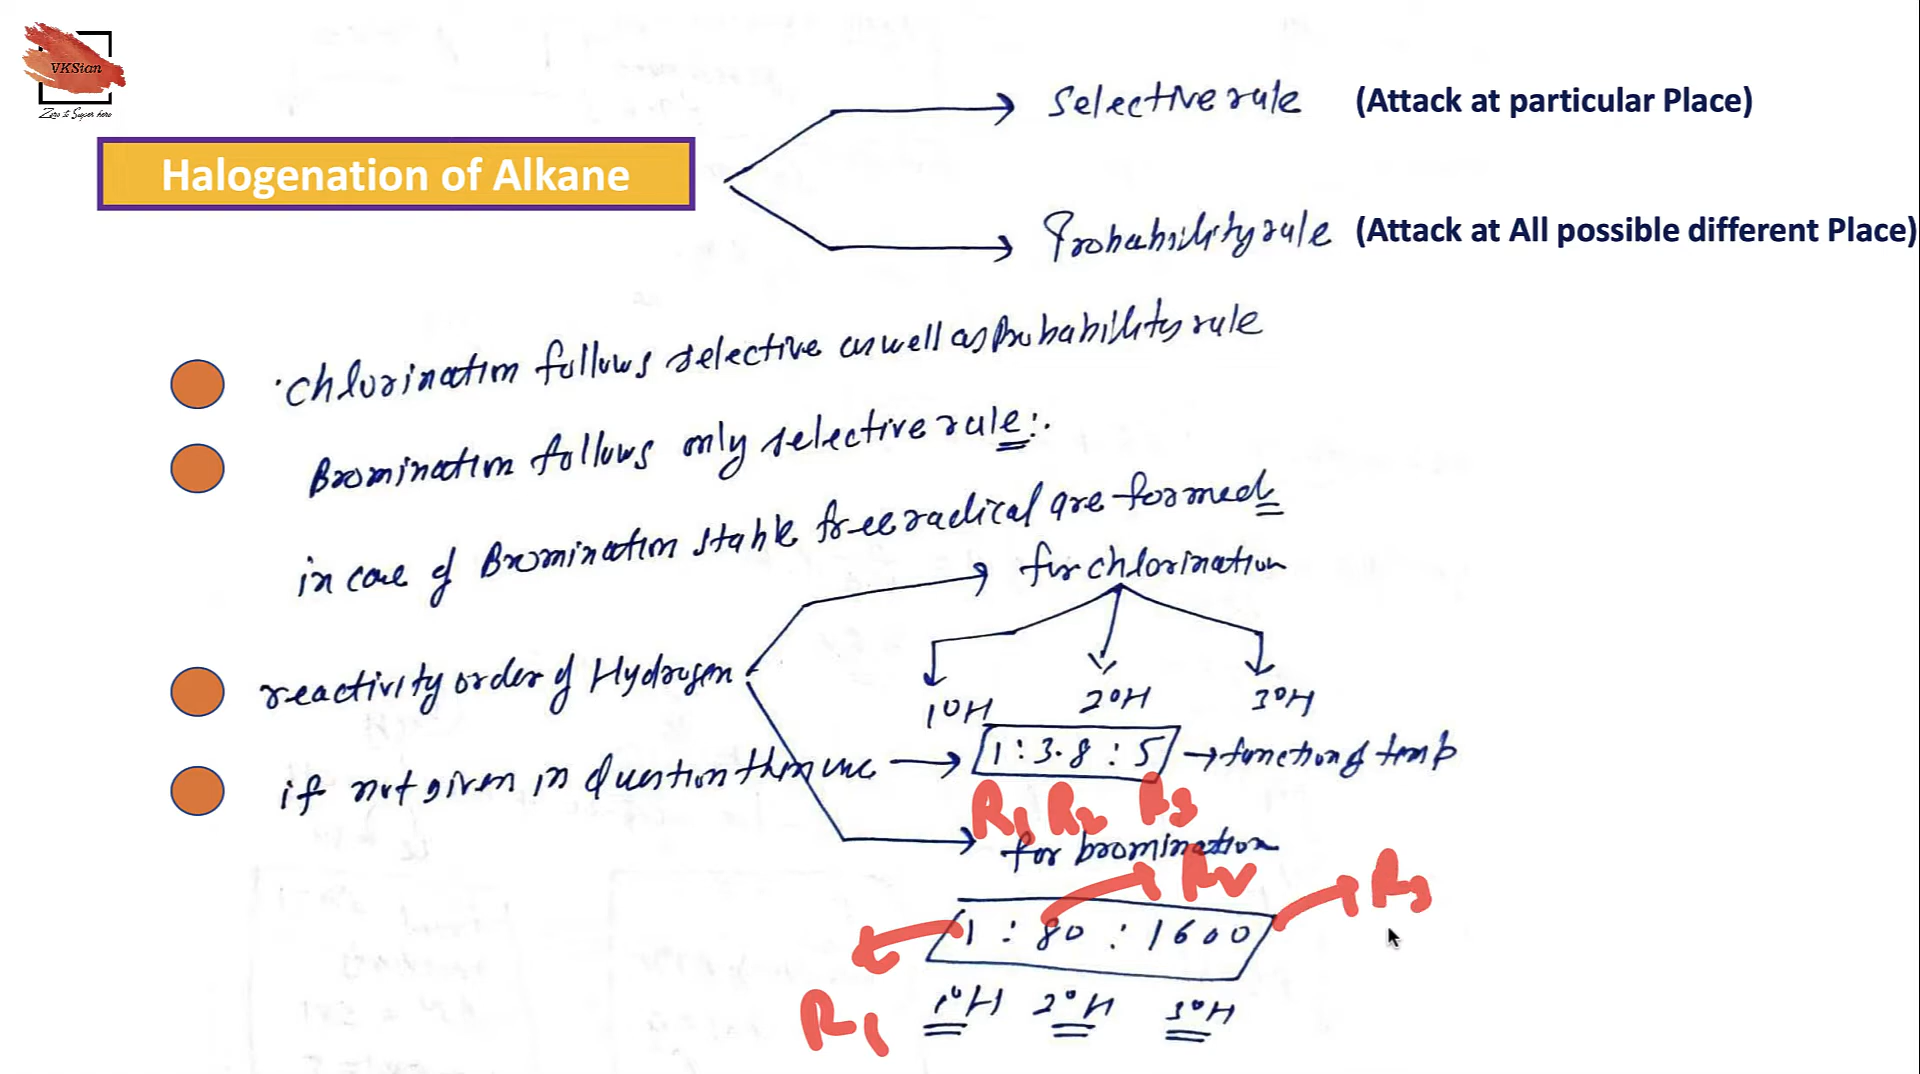 VKSian
Zero to Super hero
Halogenation of Alkane
Selective rule (Attack at particular Place)
Probability rule (Attack at All possible different Place)
Chlorination follows selective as well as Probability rule
Bromination follows only selective rule :.
in case of Bromination stable free radical are formed
for chlorination
reactivity order of Hydrogen
1°H 2°H 3°H
if not given in Question then use → 1 : 3.8 : 5 → function of temp
R1 R2 R3
for bromination
R2 R3
1 : 80 : 1600
R1 1°H 2°H 3°H